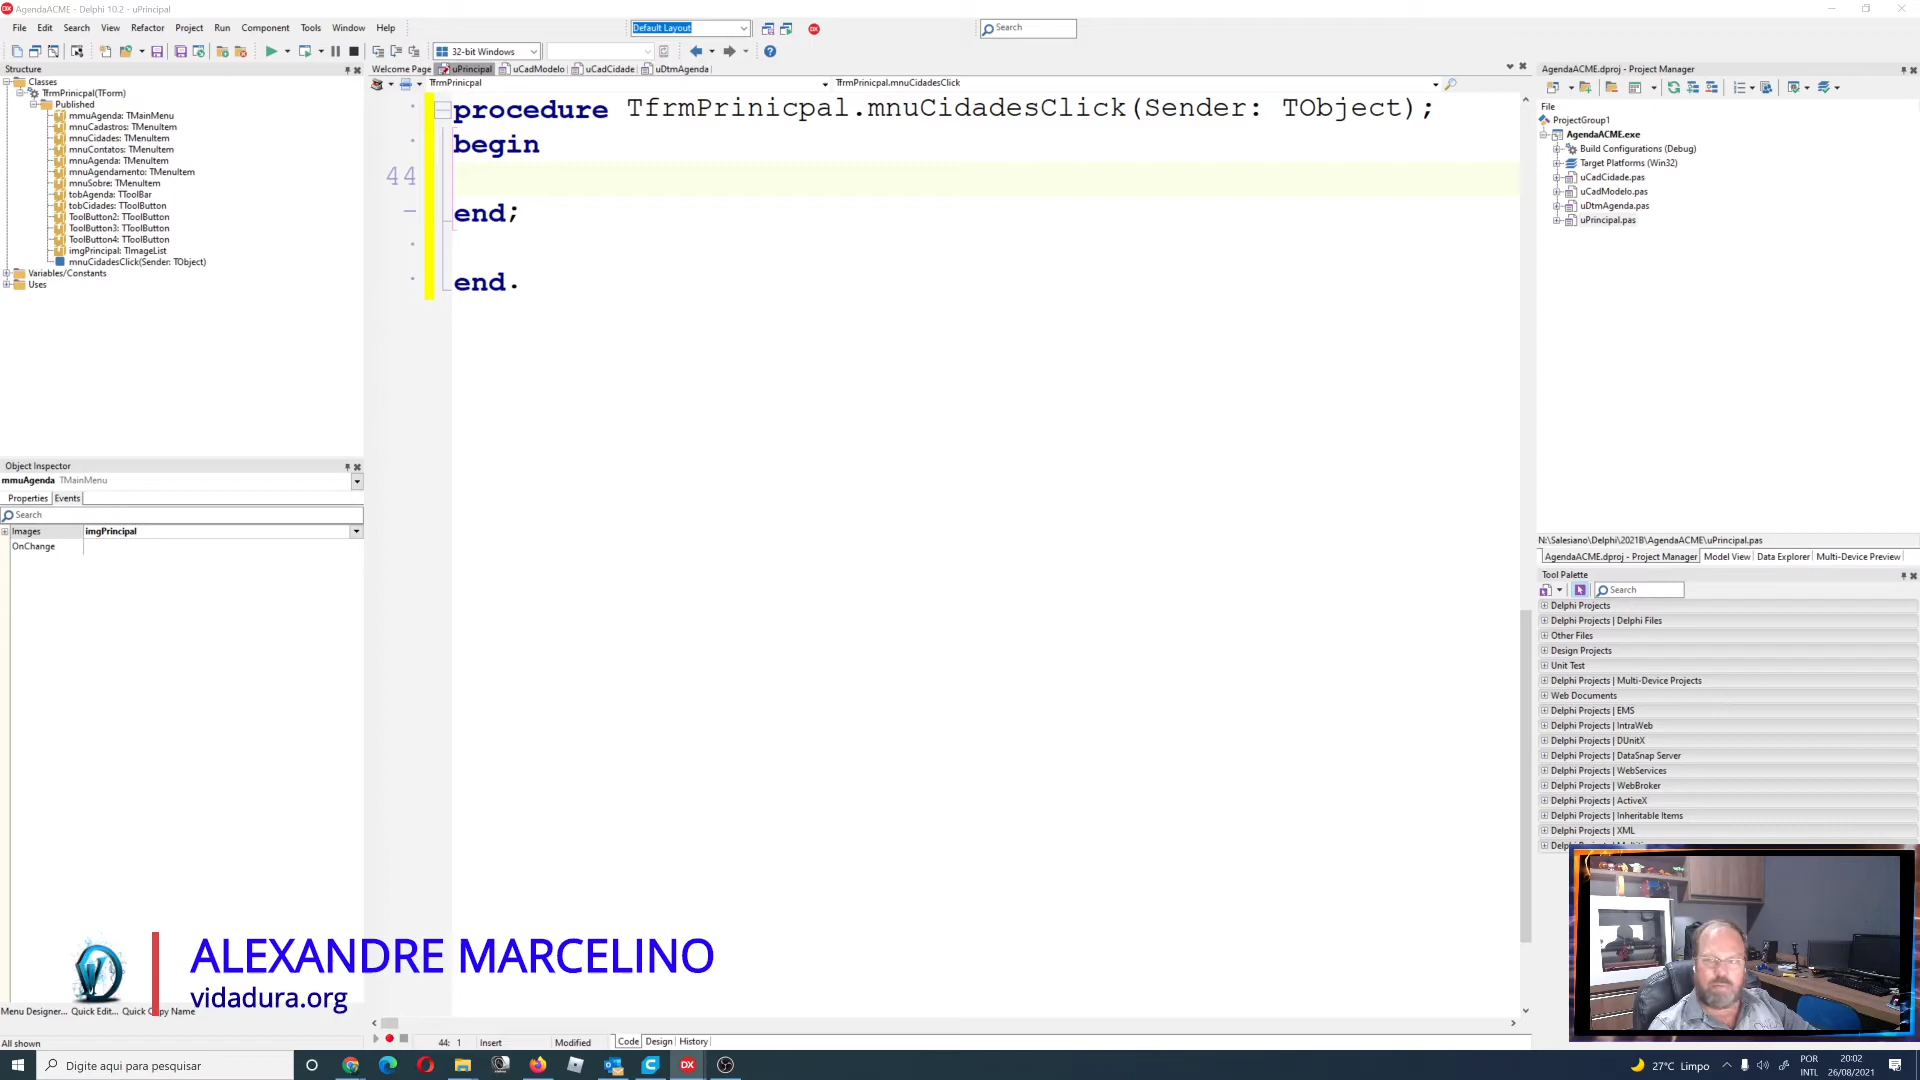 AgendaACME - Delphi 10.2 - uPrincipal
File Edit Search View Refactor Project Run Component Tools Window Help
Default Layout
Search
32-bit Windows
Structure
Welcome Page uPrincipal uCadModelo uCadCidade uDtmAgenda
TfrmPrinicpal
TfrmPrinicpal.mnuCidadesClick
Classes
TfrmPrinicpal(TForm)
Published
mmuAgenda: TMainMenu
mnuCadastros: TMenuItem
mnuCidades: TMenuItem
mnuContatos: TMenuItem
mnuAgenda: TMenuItem
mnuAgendamento: TMenuItem
mnuSobre: TMenuItem
tobAgenda: TToolBar
tobCidades: TToolButton
ToolButton2: TToolButton
ToolButton3: TToolButton
ToolButton4: TToolButton
imgPrincipal: TImageList
mnuCidadesClick(Sender: TObject)
Variables/Constants
Uses
procedure TfrmPrinicpal.mnuCidadesClick(Sender: TObject);
begin
44
end;
end.
AgendaACME.dproj - Project Manager
File
ProjectGroup1
AgendaACME.exe
Build Configurations (Debug)
Target Platforms (Win32)
uCadCidade.pas
uCadModelo.pas
uDtmAgenda.pas
uPrincipal.pas
Object Inspector
mmuAgenda TMainMenu
Properties Events
Search
Images imgPrincipal
OnChange
N:\Salesiano\Delphi\2021B\AgendaACME\uPrincipal.pas
AgendaACME.dproj - Project Manager Model View Data Explorer Multi-Device Preview
Tool Palette
Search
Delphi Projects
Delphi Projects | Delphi Files
Other Files
Design Projects
Unit Test
Delphi Projects | Multi-Device Projects
Web Documents
Delphi Projects | EMS
Delphi Projects | IntraWeb
Delphi Projects | DUnitX
Delphi Projects | DataSnap Server
Delphi Projects | WebServices
Delphi Projects | WebBroker
Delphi Projects | ActiveX
Delphi Projects | Inheritable Items
Delphi Projects | XML
ALEXANDRE MARCELINO
vidadura.org
Menu Designer... Quick Edit... Quick Copy Name
All shown
44: 1 Insert Modified Code Design History
Digite aqui para pesquisar
27°C Limpo
POR
INTL
20:02
26/08/2021